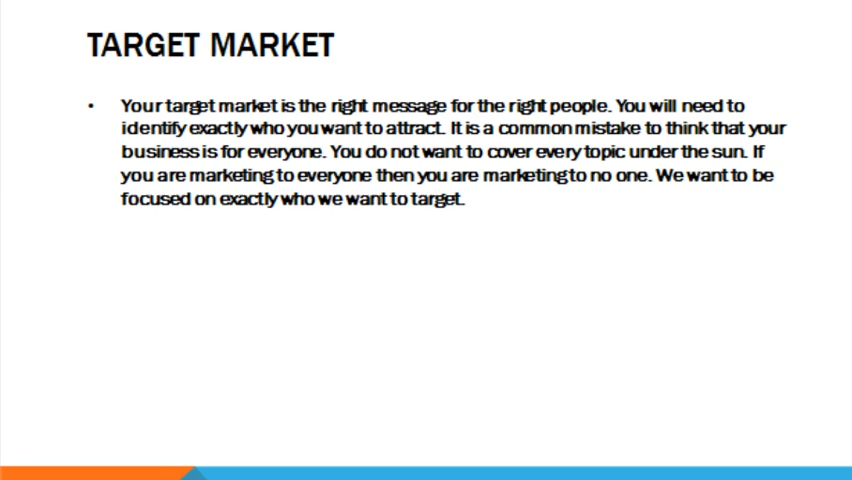 TARGET MARKET
• Your target market is the right message for the right people. You will need to
identify exactly who you want to attract. It is a common mistake to think that your
business is for everyone. You do not want to cover every topic under the sun. If
you are marketing to everyone then you are marketing to no one. We want to be
focused on exactly who we want to target.